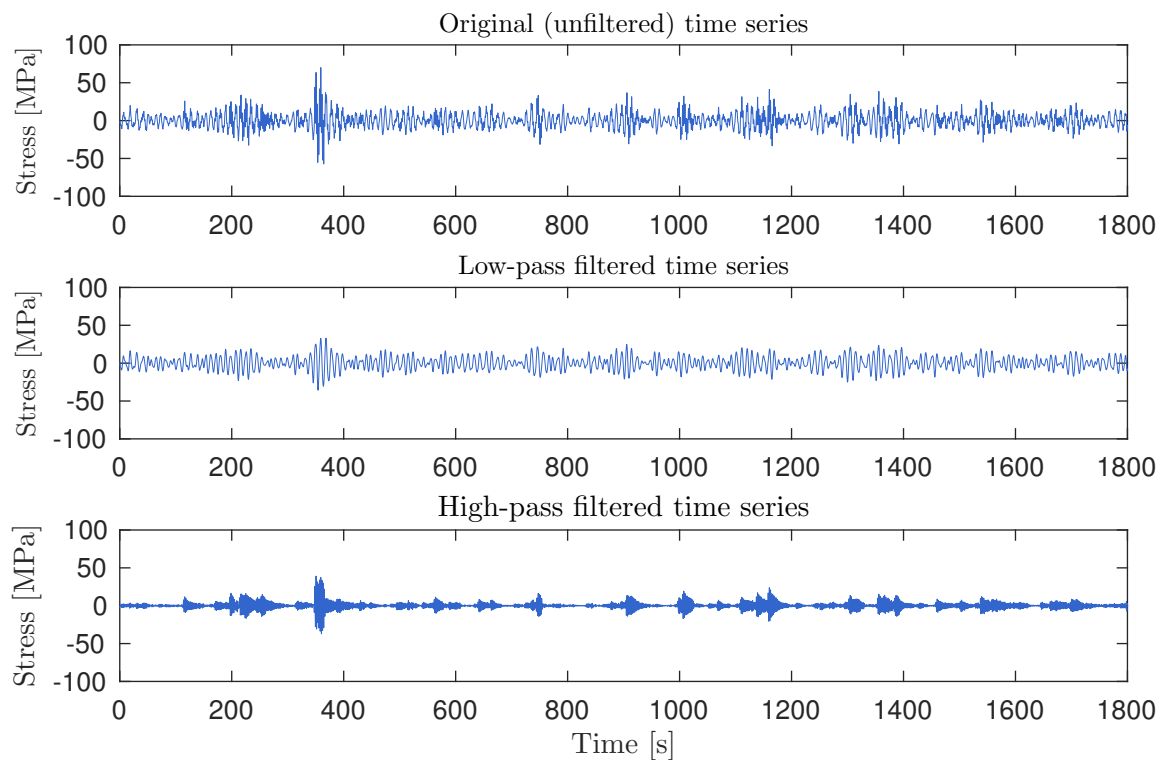 Original (unfiltered) time series
Stress [MPa]
100
50
0
-50
-100
0 200 400 600 800 1000 1200 1400 1600 1800
Low-pass filtered time series
Stress [MPa]
100
50
0
-50
-100
0 200 400 600 800 1000 1200 1400 1600 1800
High-pass filtered time series
Stress [MPa]
100
50
0
-50
-100
0 200 400 600 800 1000 1200 1400 1600 1800
Time [s]